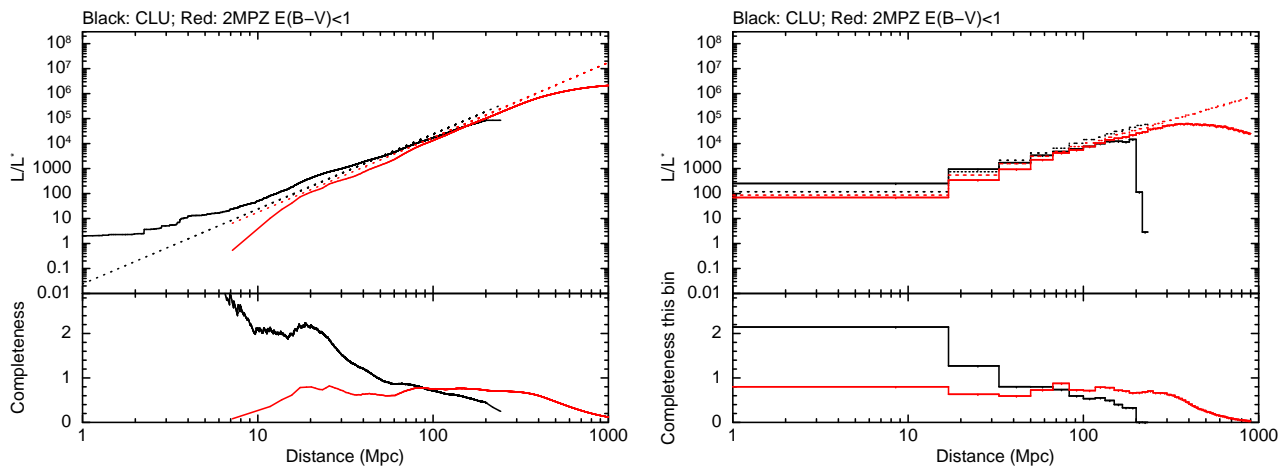 Black: CLU; Red: 2MPZ E(B−V)<1
10⁸
10⁷
10⁶
10⁵
10⁴
1000
100
10
1
0.1
0.01
L/L*
2
1
0
Completeness
1 10 100 1000
Distance (Mpc)
Black: CLU; Red: 2MPZ E(B−V)<1
10⁸
10⁷
10⁶
10⁵
10⁴
1000
100
10
1
0.1
0.01
L/L*
2
1
0
Completeness this bin
1 10 100 1000
Distance (Mpc)